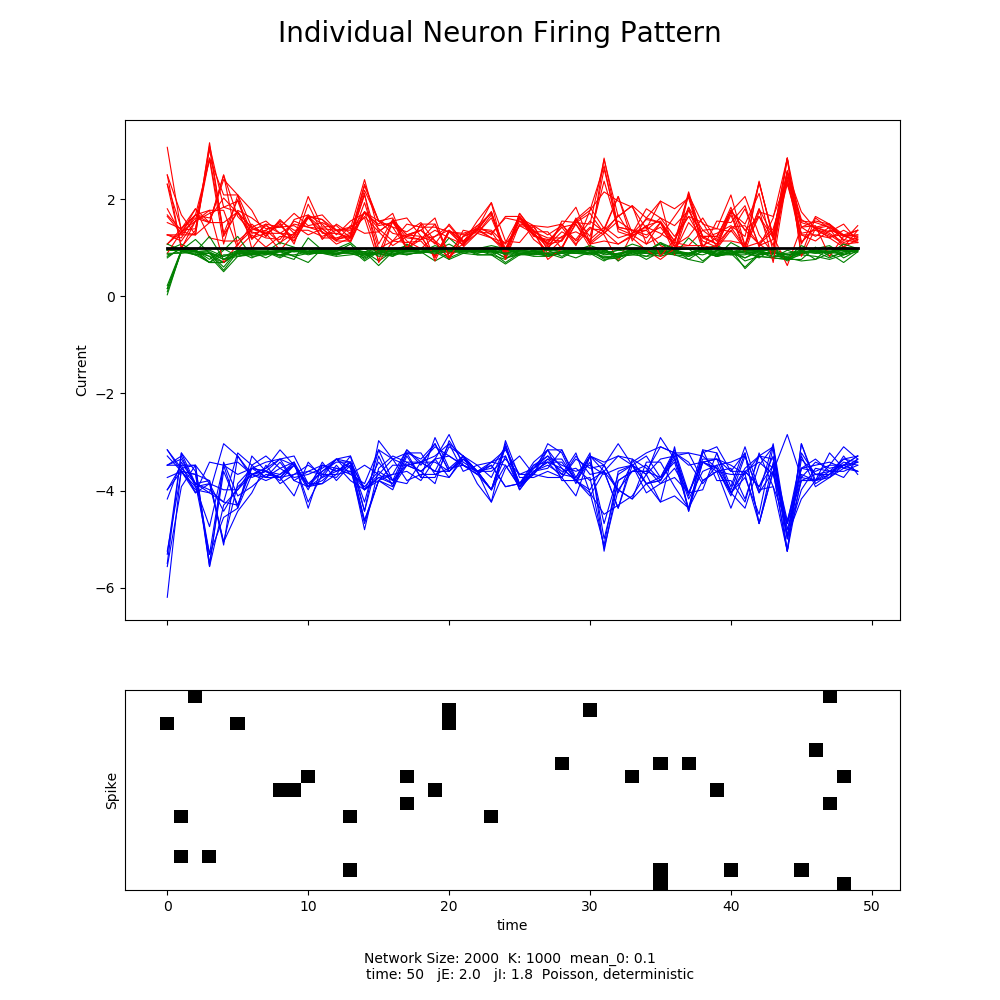 Individual Neuron Firing Pattern
2
0
−2
−4
−6
Current
Spike
0 10 20 30 40 50
time
Network Size: 2000 K: 1000 mean_0: 0.1
time: 50 jE: 2.0 jI: 1.8 Poisson, deterministic